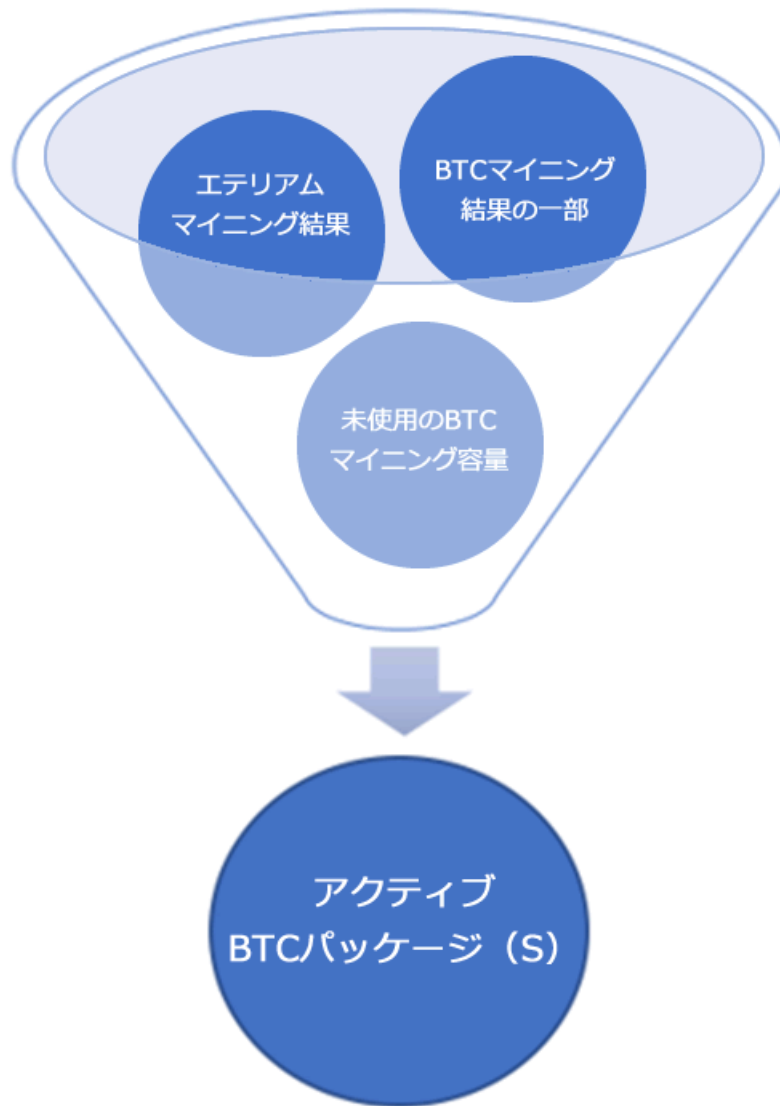 エテリアム
マイニング結果
BTCマイニング
結果の一部
未使用のBTC
マイニング容量
アクティブ
BTCパッケージ（S）